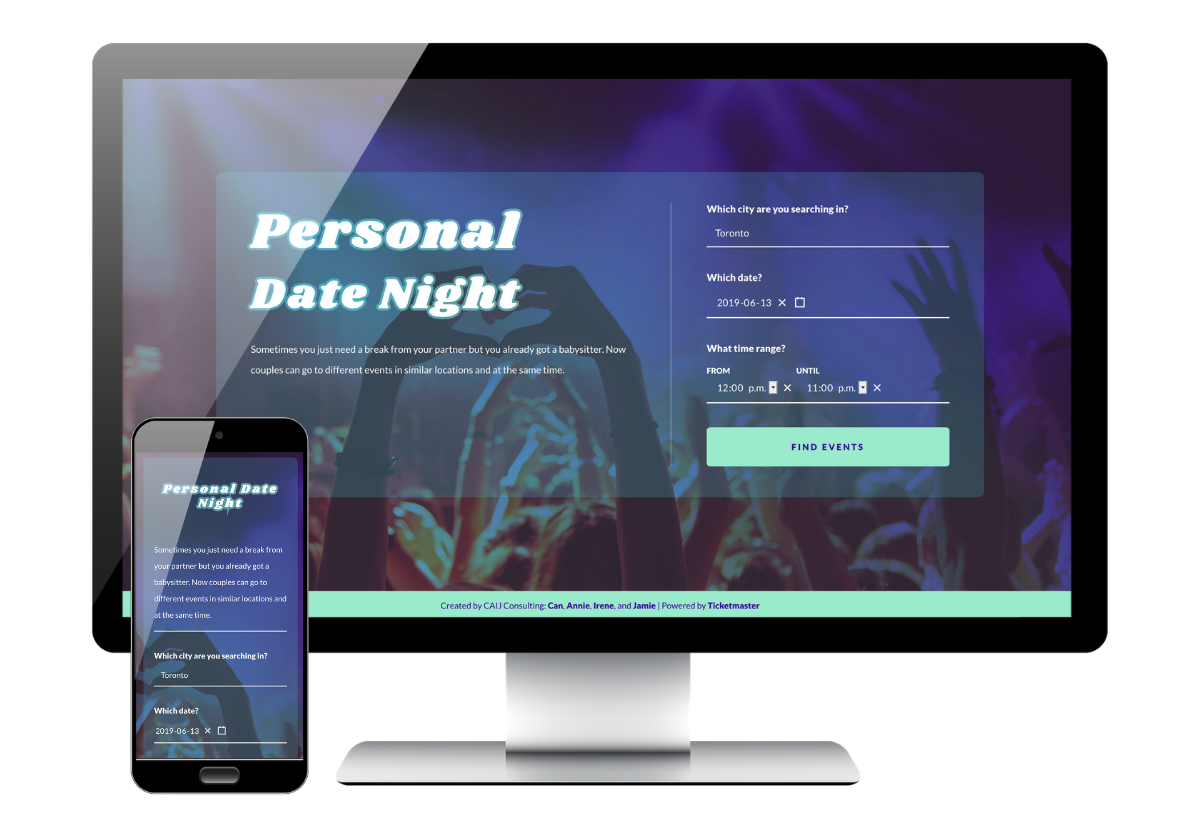 Personal
Date Night
Sometimes you just need a break from your partner but you already got a babysitter. Now
couples can go to different events in similar locations and at the same time.
Which city are you searching in?
Toronto
Which date?
2019-06-13
What time range?
FROM UNTIL
12:00 p.m. 11:00 p.m.
FIND EVENTS
Created by CAIJ Consulting: Can, Annie, Irene, and Jamie | Powered by Ticketmaster
Personal Date
Night
Sometimes you just need a break from
your partner but you already got a
babysitter. Now couples can go to
different events in similar locations and
at the same time.
Which city are you searching in?
Toronto
Which date?
2019-06-13